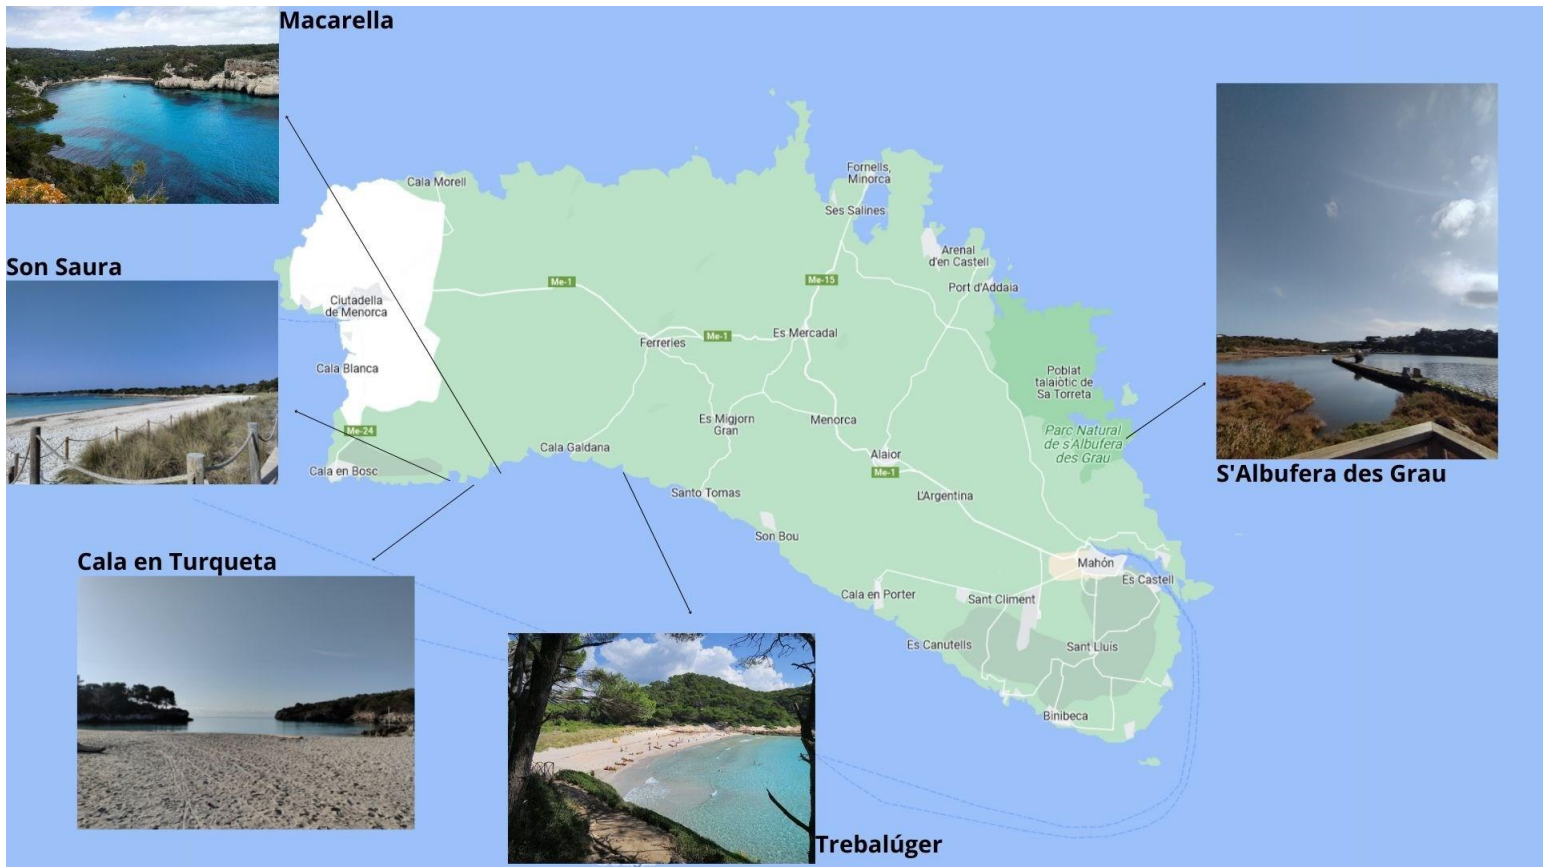 Macarella
Fornells,
Minorca
Cala Morell
Ses Salines
Son Saura
Arenal
d'en Castell
Me-1
Me-15
Port d'Addaia
Ciutadella
de Menorca
Es Mercadal
Me-1
Ferreries
Cala Blanca
Poblat
talaiòtic de
Sa Torreta
Es Migjorn
Gran
Menorca
Me-24
Parc Natural
de s'Albufera
des Grau
Cala Galdana
Alaior
Cala en Bosc
Me-1
S'Albufera des Grau
Santo Tomas
L'Argentina
Son Bou
Cala en Turqueta
Mahón
Es Castell
Cala en Porter
Sant Climent
Es Canutells
Sant Lluís
Binibeca
Trebalúger